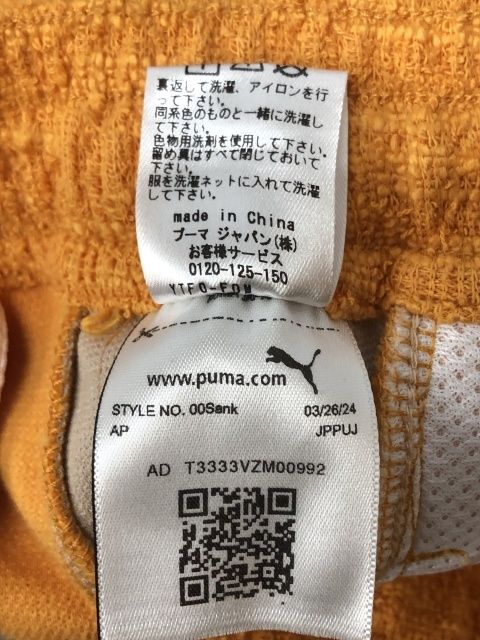 裏返して洗濯、アイロンを行
って下さい。
同系色のものと一緒に洗濯し
て下さい。
色物用洗剤を使用して下さい。
留め具はすべて閉じておいて
下さい。
服を洗濯ネットに入れて洗濯
して下さい。
made in China
プーマ ジャパン(株)
お客様サービス
0120-125-150
www.puma.com
STYLE NO. 00Sank 03/26/24
AP JPPUJ
AD T3333VZM00992